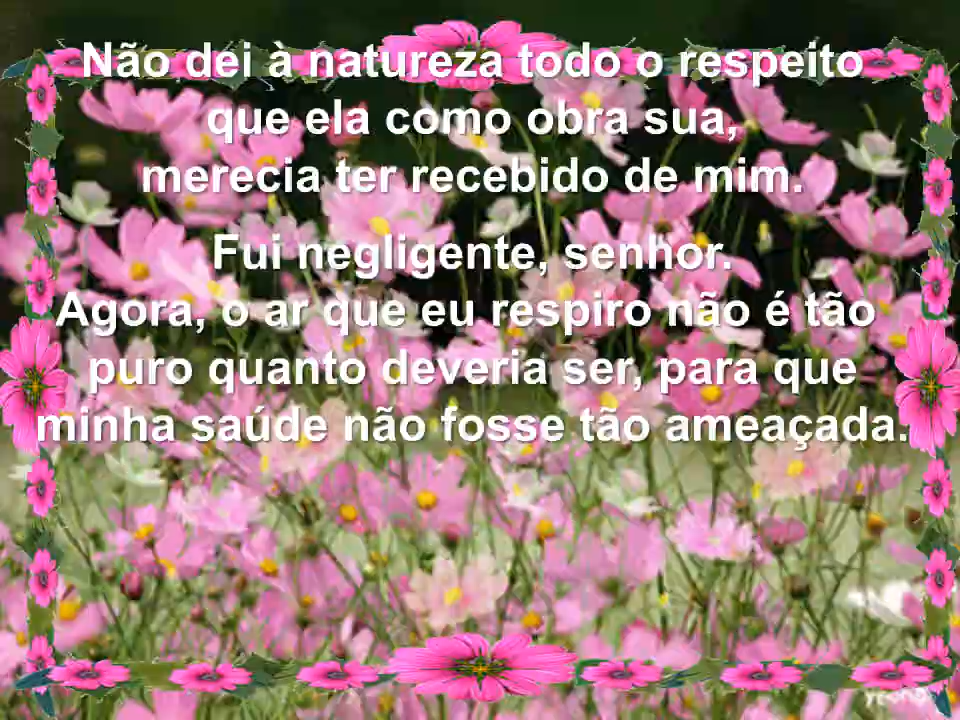 Não dei à natureza todo o respeito
que ela como obra sua,
merecia ter recebido de mim.
Fui negligente, senhor.
Agora, o ar que eu respiro não é tão
puro quanto deveria ser, para que
minha saúde não fosse tão ameaçada.